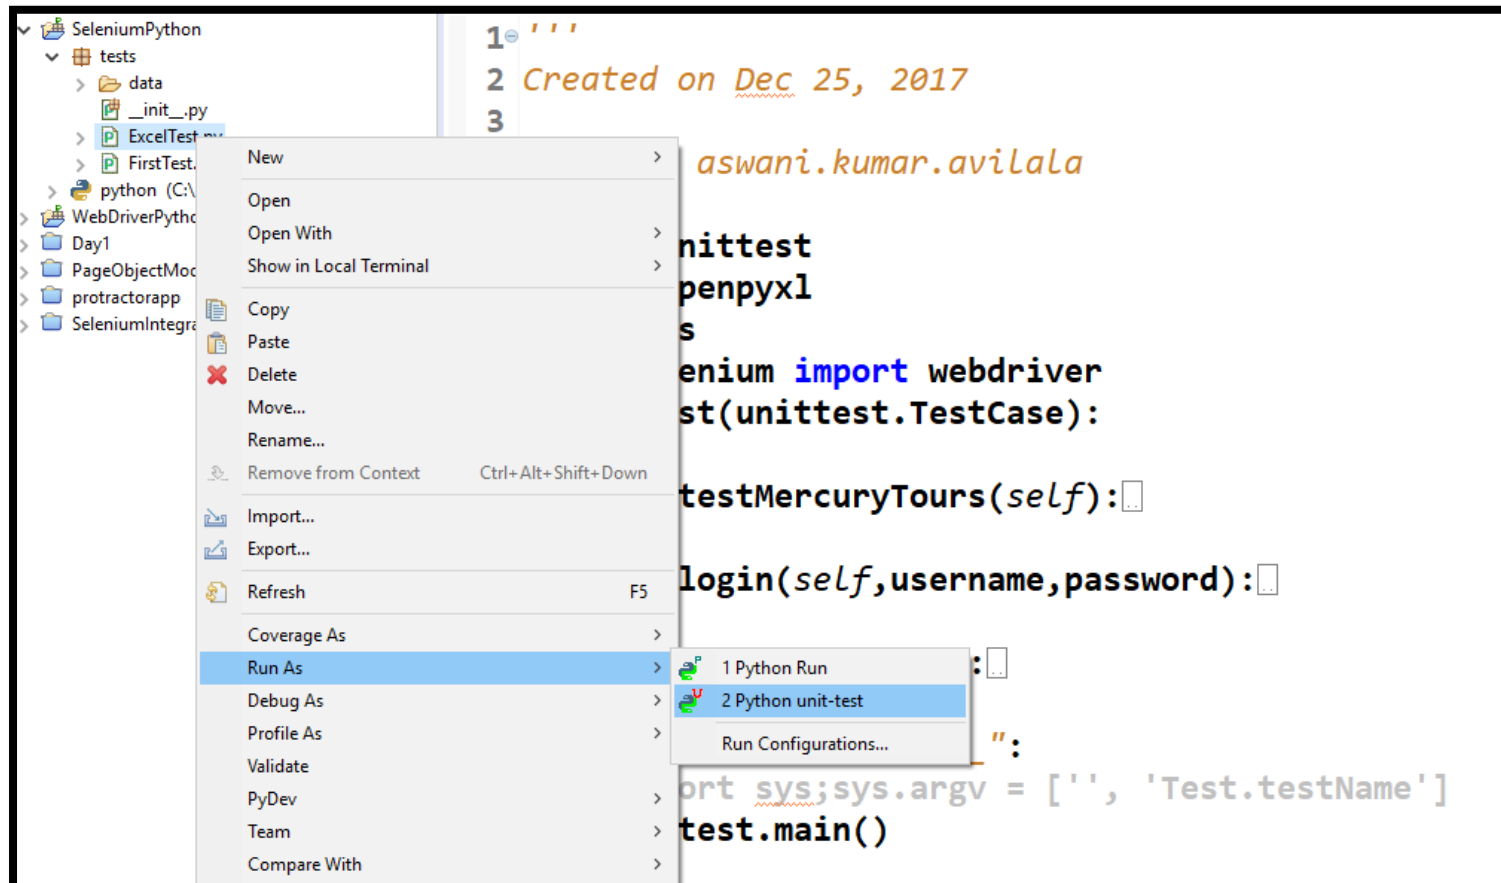 SeleniumPython
tests
data
__init__.py
ExcelTest.py
FirstTest.
python (C:\
WebDriverPytho
Day1
PageObjectMod
protractorapp
SeleniumIntegra
New
Open
Open With
Show in Local Terminal
Copy
Paste
Delete
Move...
Rename...
Remove from Context Ctrl+Alt+Shift+Down
Import...
Export...
Refresh F5
Coverage As
Run As
Debug As
Profile As
Validate
PyDev
Team
Compare With
1 Python Run
2 Python unit-test
Run Configurations...
1 '''
2 Created on Dec 25, 2017
3
aswani.kumar.avilala
nittest
penpyxl
s
enium import webdriver
st(unittest.TestCase):
testMercuryTours(self):..
login(self,username,password):..
:..
_":
ort sys;sys.argv = ['', 'Test.testName']
test.main()